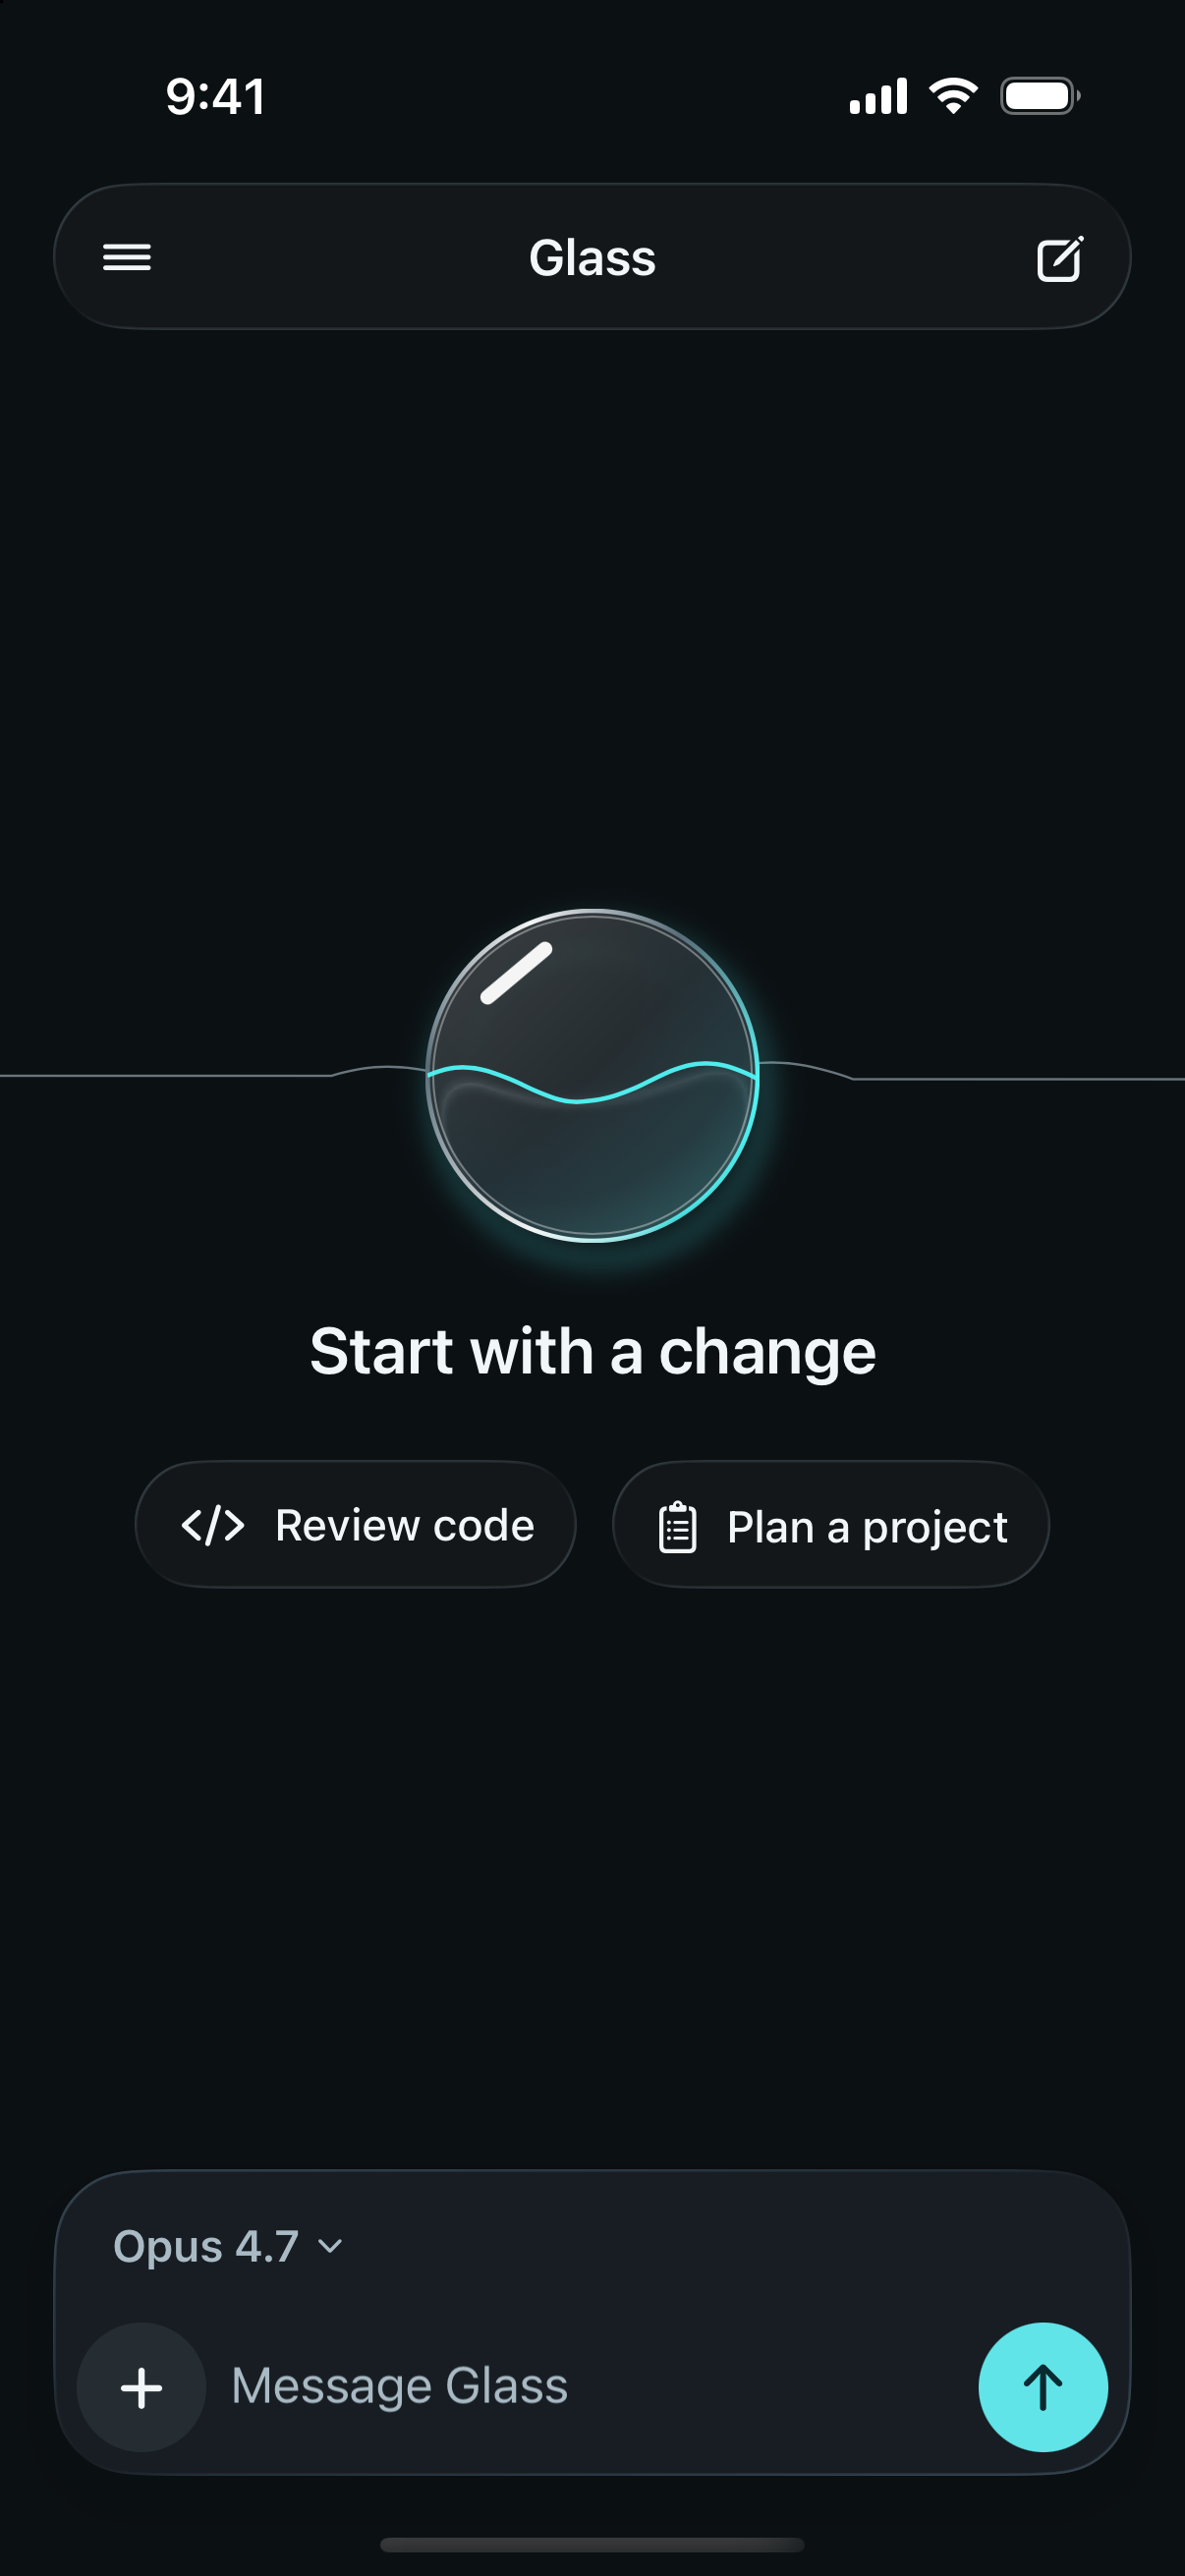 9:41
Glass
Start with a change
Review code
Plan a project
Opus 4.7
Message Glass